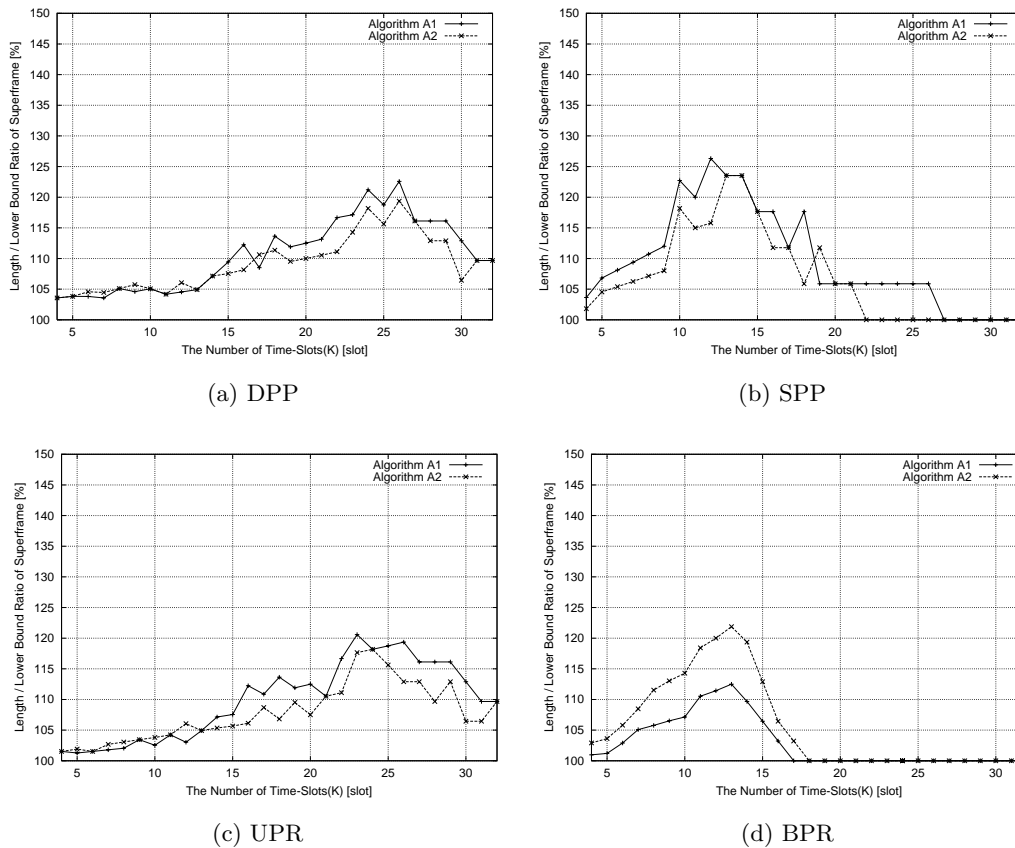 150
145
140
135
130
125
120
115
110
105
100
Length / Lower Bound Ratio of Superframe [%]
Algorithm A1
Algorithm A2
5 10 15 20 25 30
The Number of Time-Slots(K) [slot]
(a) DPP
150
145
140
135
130
125
120
115
110
105
100
Length / Lower Bound Ratio of Superframe [%]
Algorithm A1
Algorithm A2
5 10 15 20 25 30
The Number of Time-Slots(K) [slot]
(b) SPP
150
145
140
135
130
125
120
115
110
105
100
Length / Lower Bound Ratio of Superframe [%]
Algorithm A1
Algorithm A2
5 10 15 20 25 30
The Number of Time-Slots(K) [slot]
(c) UPR
150
145
140
135
130
125
120
115
110
105
100
Length / Lower Bound Ratio of Superframe [%]
Algorithm A1
Algorithm A2
5 10 15 20 25 30
The Number of Time-Slots(K) [slot]
(d) BPR